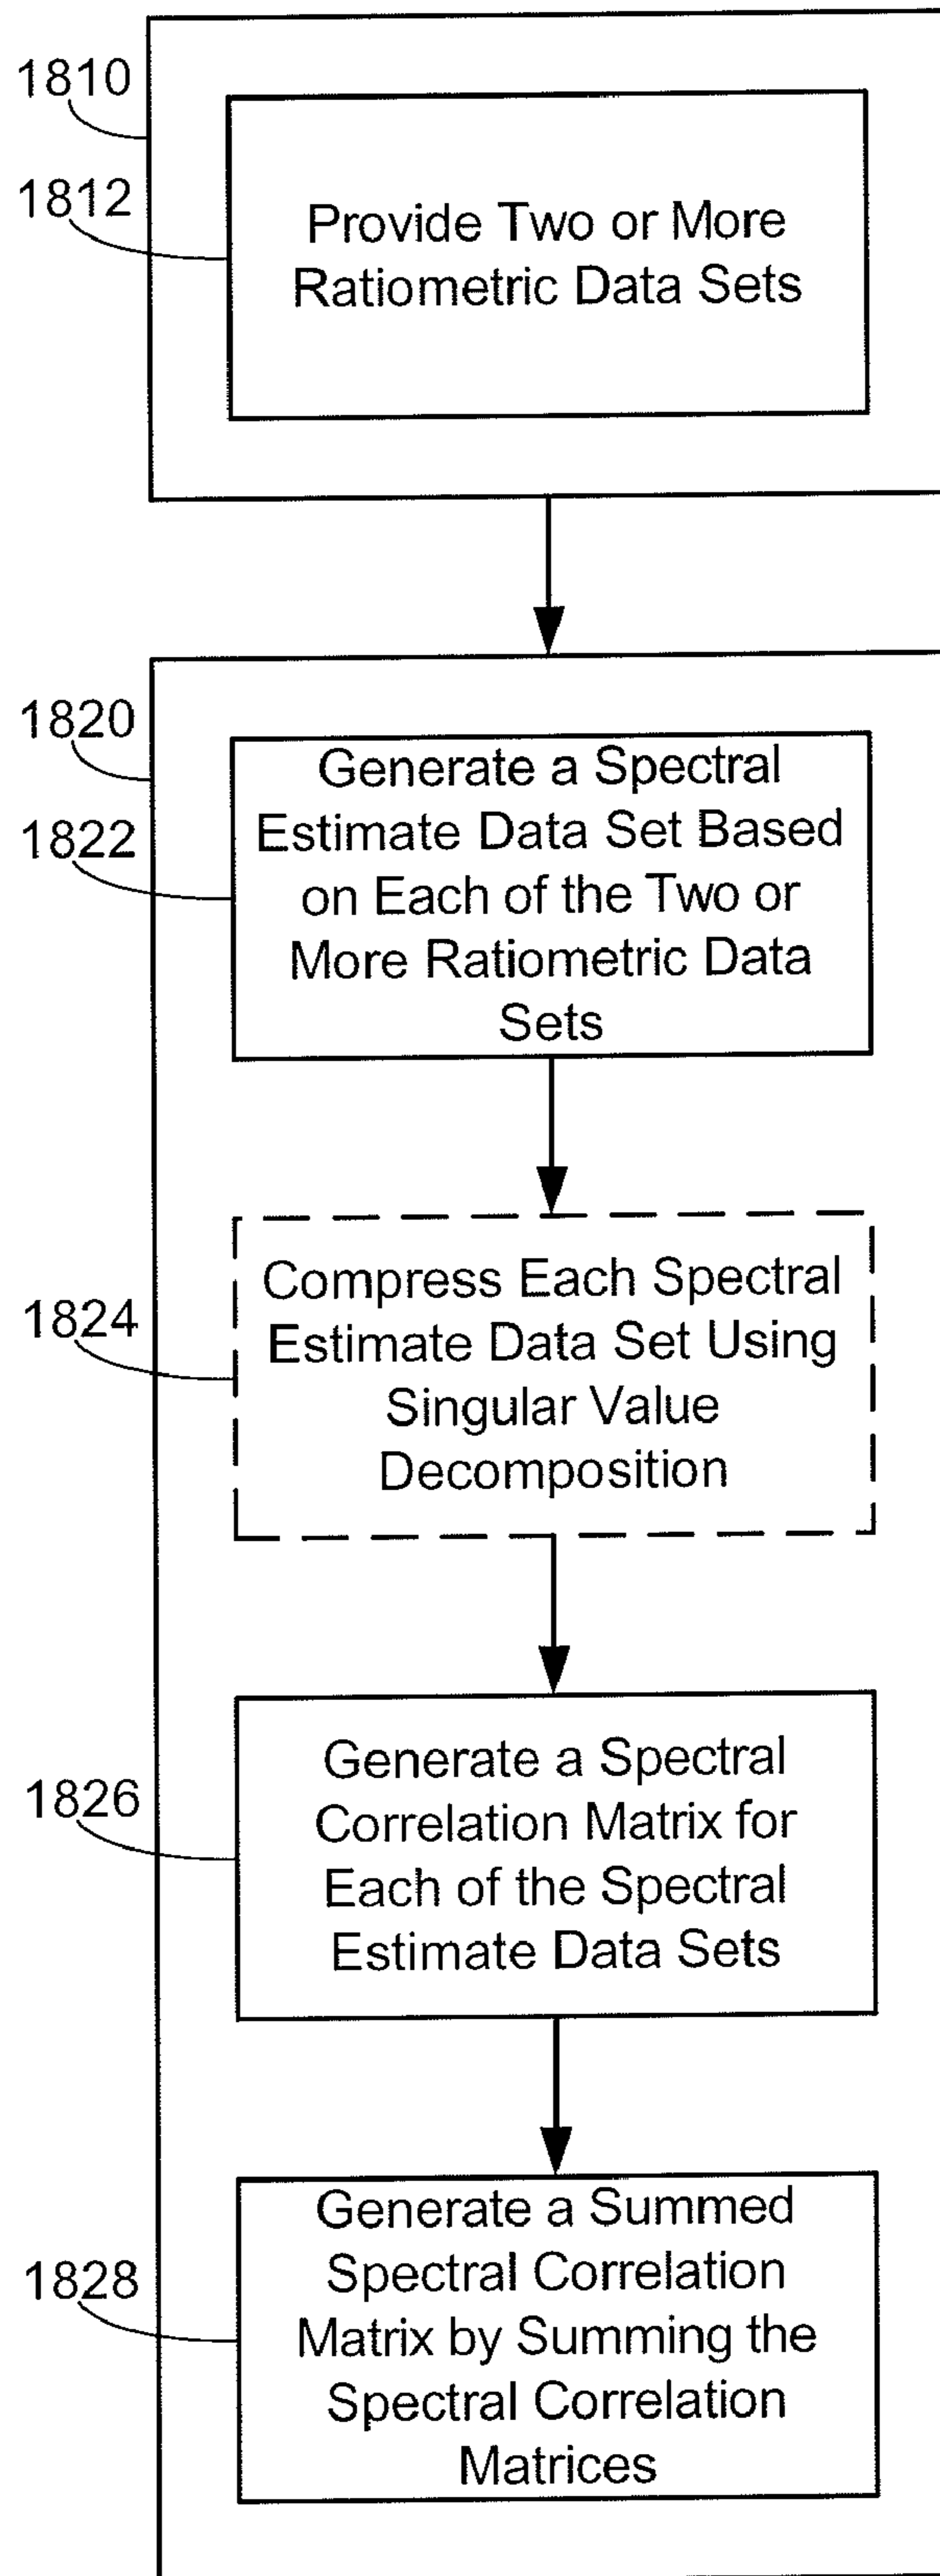 1810
1812
Provide Two or More
Ratiometric Data Sets
1820
1822
Generate a Spectral
Estimate Data Set Based
on Each of the Two or
More Ratiometric Data
Sets
1824
Compress Each Spectral
Estimate Data Set Using
Singular Value
Decomposition
1826
Generate a Spectral
Correlation Matrix for
Each of the Spectral
Estimate Data Sets
1828
Generate a Summed
Spectral Correlation
Matrix by Summing the
Spectral Correlation
Matrices